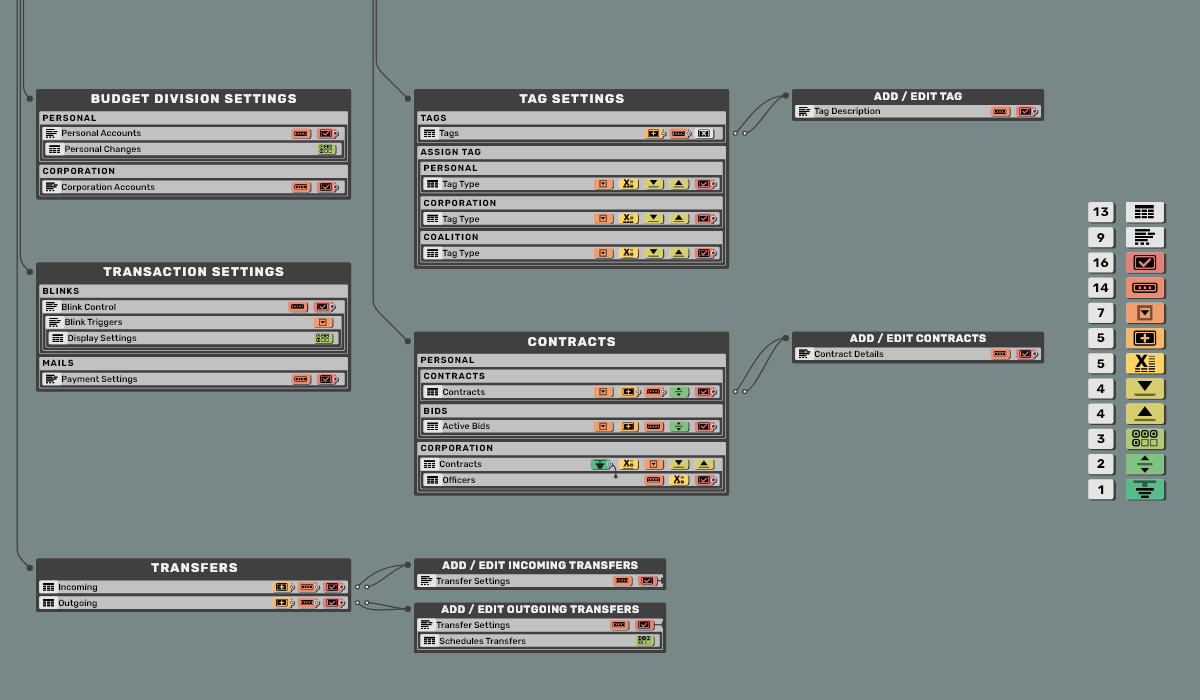 BUDGET DIVISION SETTINGS
PERSONAL
Personal Accounts
Personal Changes
CORPORATION
Corporation Accounts
TRANSACTION SETTINGS
BLINKS
Blink Control
Blink Triggers
Display Settings
MAILS
Payment Settings
TRANSFERS
Incoming
Outgoing
TAG SETTINGS
TAGS
Tags
ASSIGN TAG
PERSONAL
Tag Type
CORPORATION
Tag Type
COALITION
Tag Type
CONTRACTS
PERSONAL
CONTRACTS
Contracts
BIDS
Active Bids
CORPORATION
Contracts
Officers
ADD / EDIT INCOMING TRANSFERS
Transfer Settings
ADD / EDIT OUTGOING TRANSFERS
Transfer Settings
Schedules Transfers
ADD / EDIT TAG
Tag Description
ADD / EDIT CONTRACTS
Contract Details
13
9
16
14
7
5
5
4
4
3
2
1